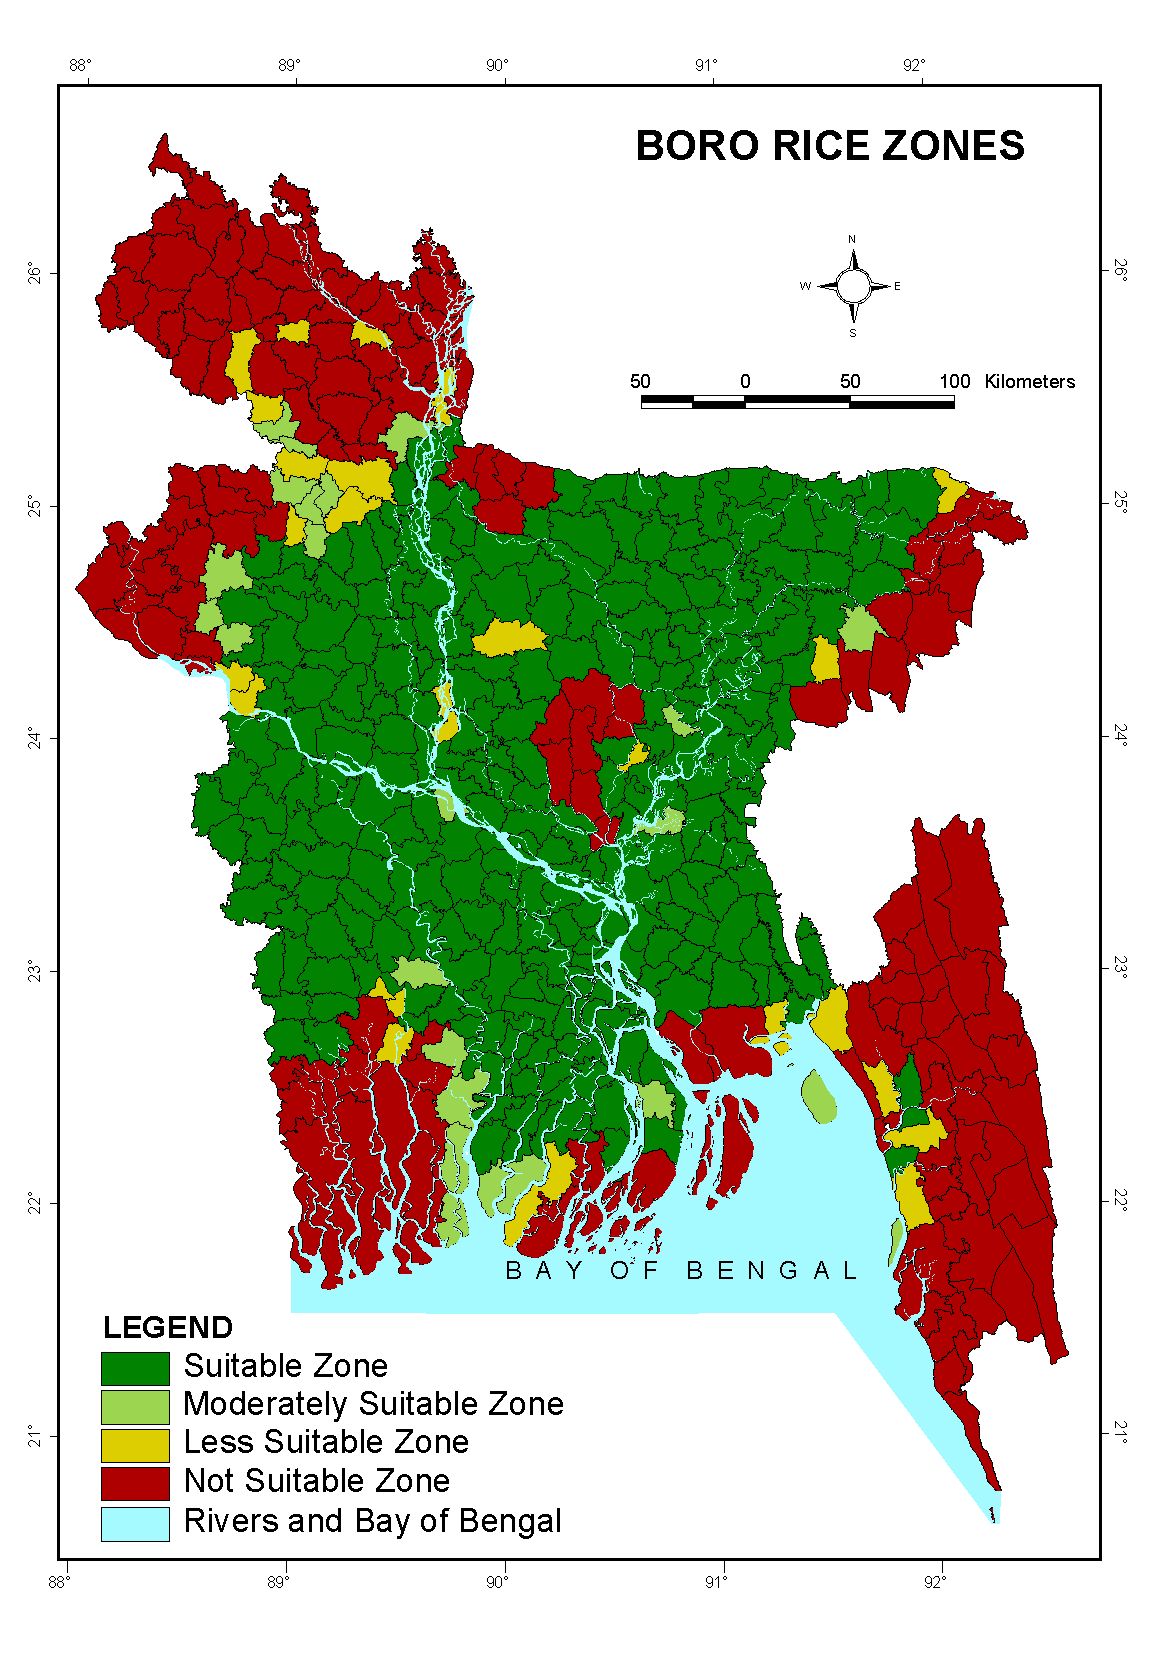 88° 89° 90° 91° 92°
BORO RICE ZONES
N
W E
S
26° 26°
50 0 50 100 Kilometers
25° 25°
24° 24°
23° 23°
22° 22°
BAY OF BENGAL
LEGEND
Suitable Zone
Moderately Suitable Zone
Less Suitable Zone
21° 21°
Not Suitable Zone
Rivers and Bay of Bengal
88° 89° 90° 91° 92°